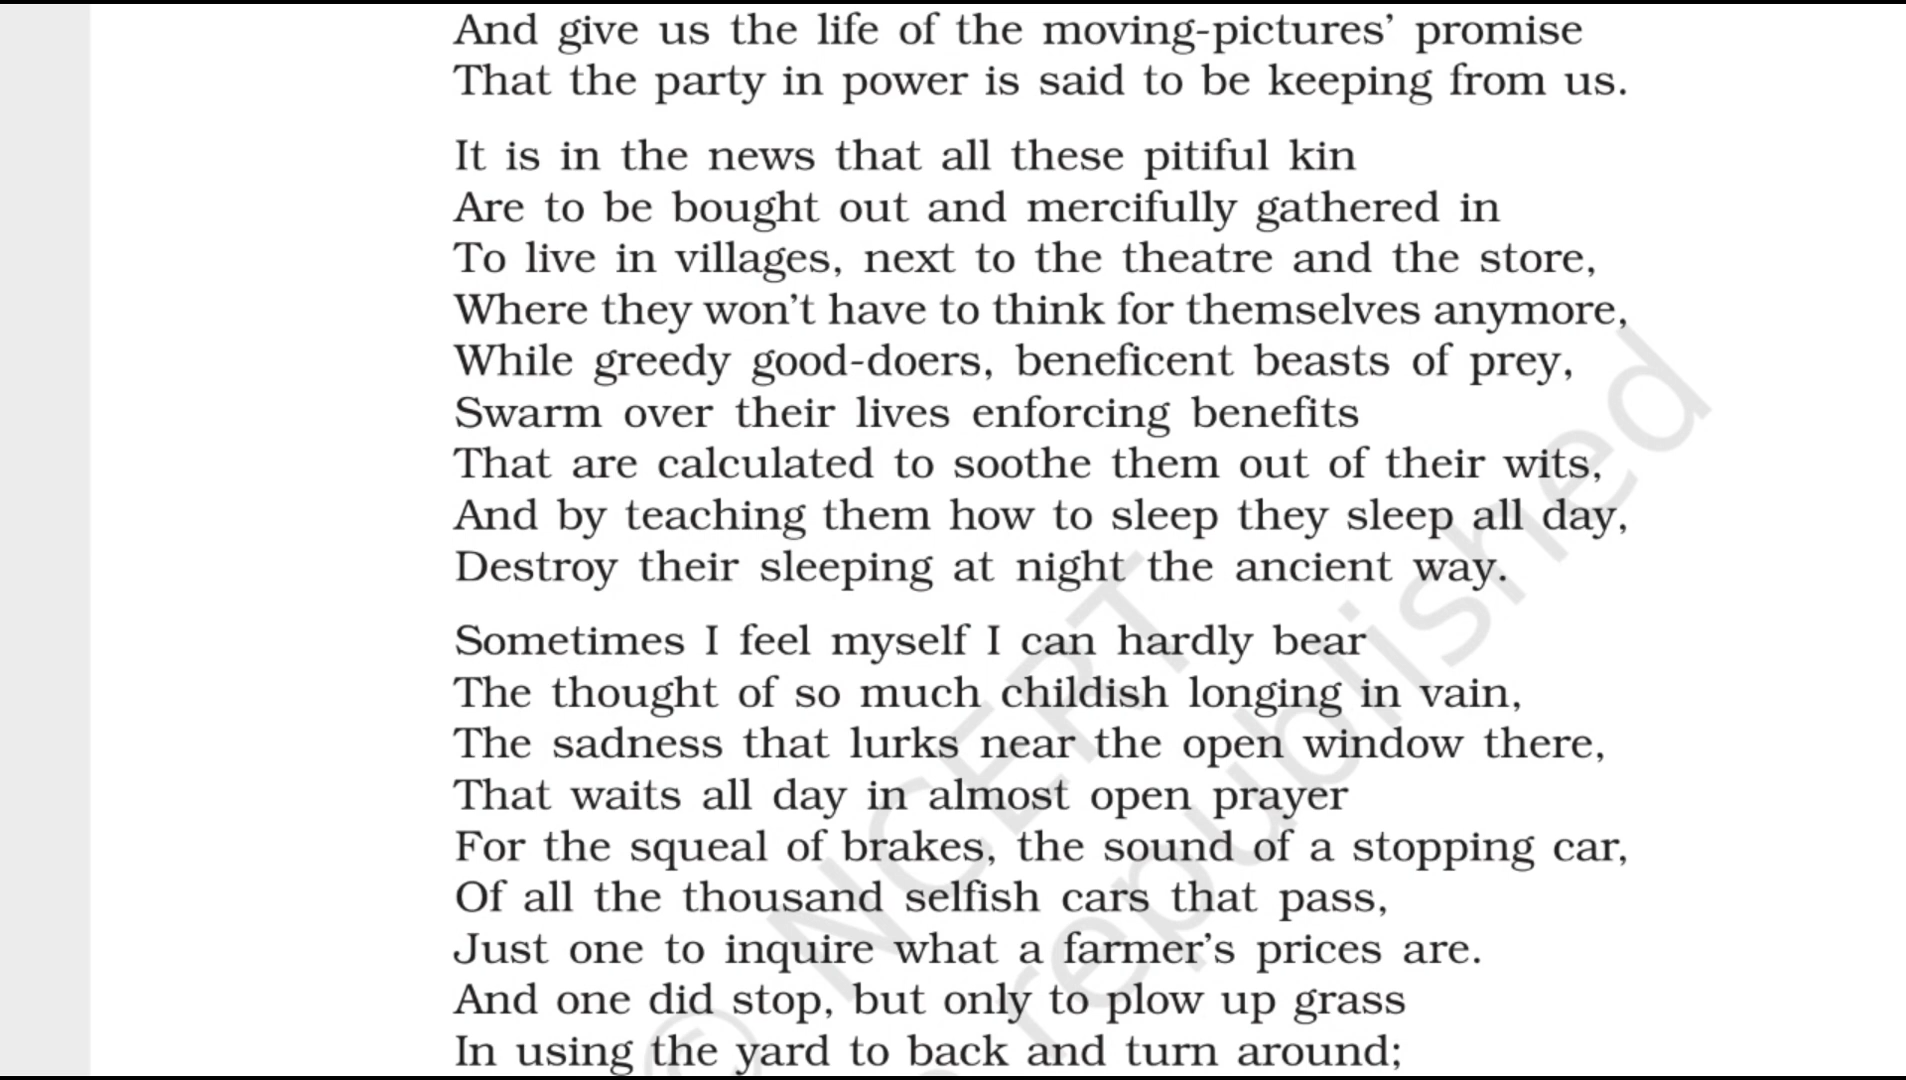 And give us the life of the moving-pictures’ promise
That the party in power is said to be keeping from us.
It is in the news that all these pitiful kin
Are to be bought out and mercifully gathered in
To live in villages, next to the theatre and the store,
Where they won’t have to think for themselves anymore,
While greedy good-doers, beneficent beasts of prey,
Swarm over their lives enforcing benefits
That are calculated to soothe them out of their wits,
And by teaching them how to sleep they sleep all day,
Destroy their sleeping at night the ancient way.
Sometimes I feel myself I can hardly bear
The thought of so much childish longing in vain,
The sadness that lurks near the open window there,
That waits all day in almost open prayer
For the squeal of brakes, the sound of a stopping car,
Of all the thousand selfish cars that pass,
Just one to inquire what a farmer’s prices are.
And one did stop, but only to plow up grass
In using the yard to back and turn around;
© NCERT
republished